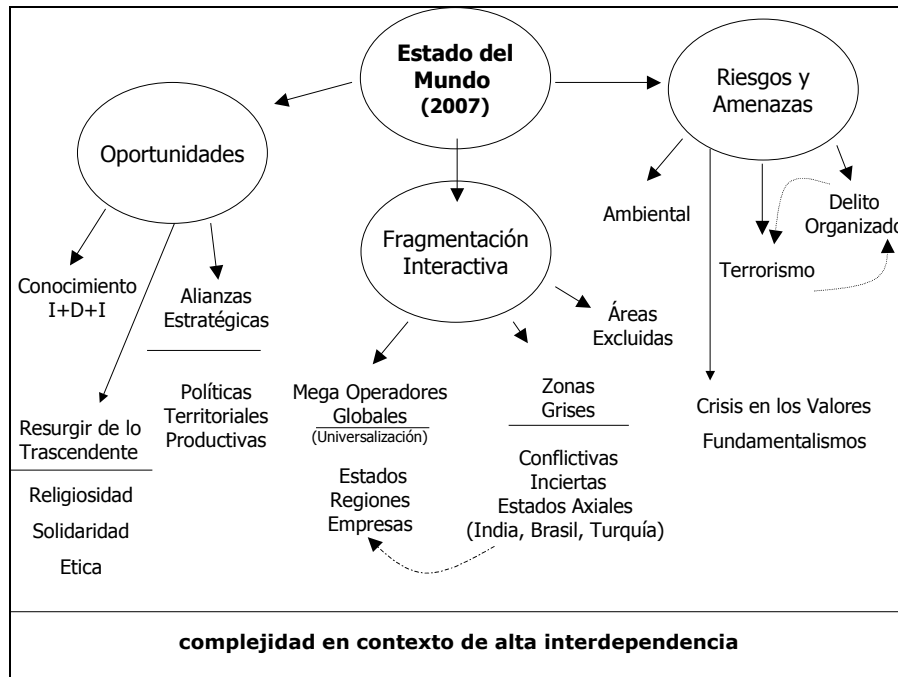 Estado del
Mundo
(2007)
Oportunidades
Conocimiento
I+D+I
Alianzas
Estratégicas
Políticas
Territoriales
Productivas
Resurgir de lo
Trascendente
Religiosidad
Solidaridad
Etica
Fragmentación
Interactiva
Mega Operadores
Globales
(Universalización)
Estados
Regiones
Empresas
Zonas
Grises
Conflictivas
Inciertas
Estados Axiales
(India, Brasil, Turquía)
Áreas
Excluidas
Riesgos y
Amenazas
Ambiental
Terrorismo
Delito
Organizado
Crisis en los Valores
Fundamentalismos
complejidad en contexto de alta interdependencia